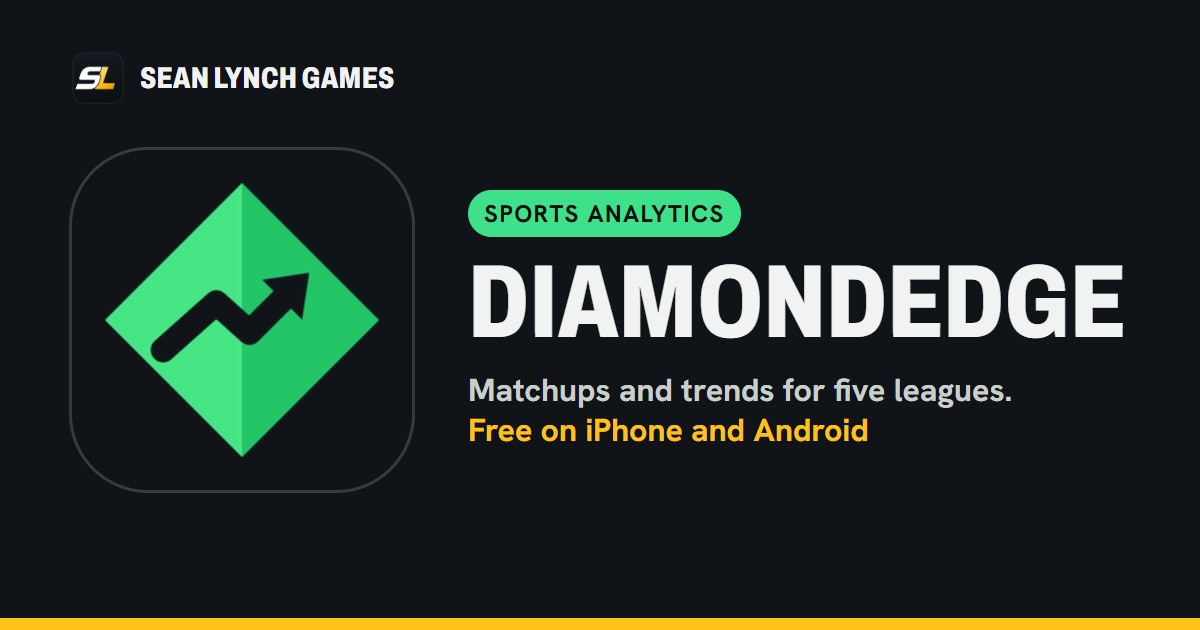 SL SEAN LYNCH GAMES
SPORTS ANALYTICS
DIAMONDEDGE
Matchups and trends for five leagues.
Free on iPhone and Android